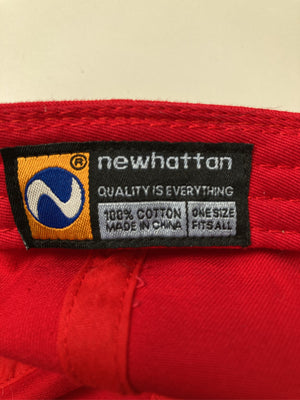 ® newhattan
QUALITY IS EVERYTHING
100% COTTON
MADE IN CHINA
ONE SIZE
FITS ALL